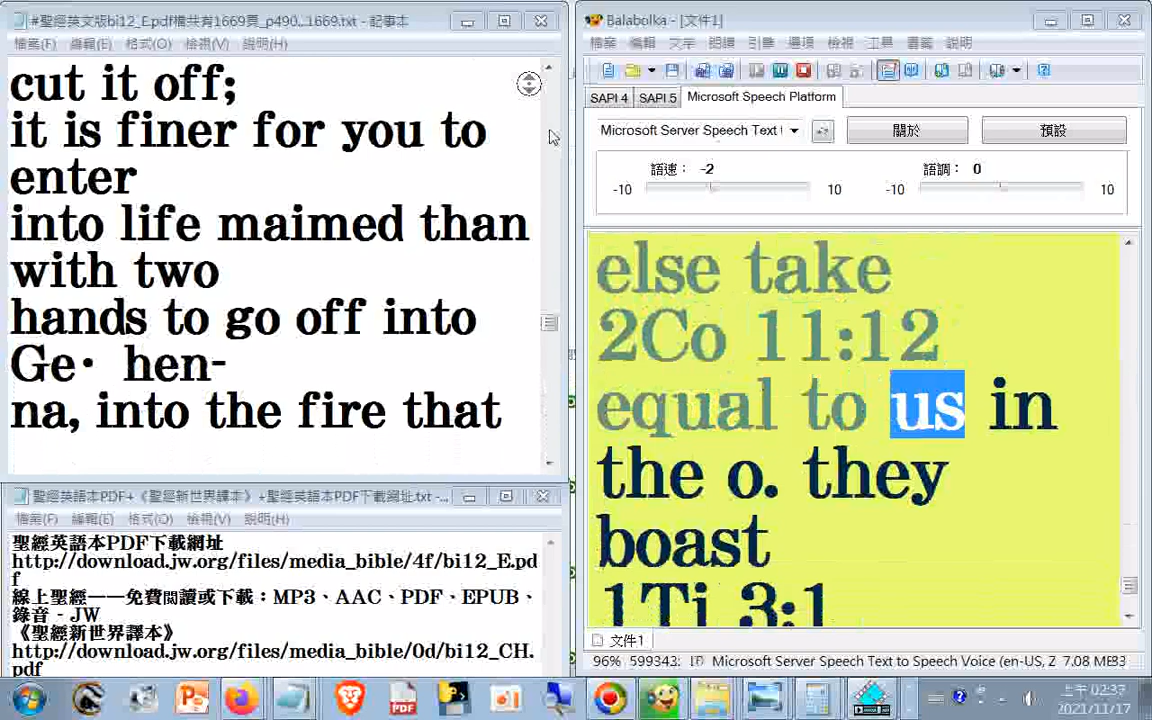 #聖經英文版bi12_E.pdf檔共有1669頁_p490...1669.txt - 記事本
檔案(F) 編輯(E) 格式(O) 檢視(V) 說明(H)
cut it off;
it is finer for you to
enter
into life maimed than
with two
hands to go off into
Ge· hen-
na, into the fire that
聖經英語本PDF+《聖經新世界譯本》+聖經英語本PDF下載網址.txt -...
檔案(F) 編輯(E) 格式(O) 檢視(V) 說明(H)
聖經英語本PDF下載網址
http://download.jw.org/files/media_bible/4f/bi12_E.pd
f
線上聖經——免費閱讀或下載：MP3、AAC、PDF、EPUB、
錄音 - JW
《聖經新世界譯本》
http://download.jw.org/files/media_bible/0d/bi12_CH.
pdf
Balabolka - [文件1]
檔案 編輯 文字 朗讀 引擎 選項 檢視 工具 書籤 說明
SAPI 4 SAPI 5 Microsoft Speech Platform
Microsoft Server Speech Text 關於 預設
語速： -2 語調： 0
-10 10 -10 10
else take
2Co 11:12
equal to us in
the o. they
boast
1Ti 3:1
文件1
96% 599343: Microsoft Server Speech Text to Speech Voice (en-US, Z 7.08 MB
上午 02:37
2021/11/17